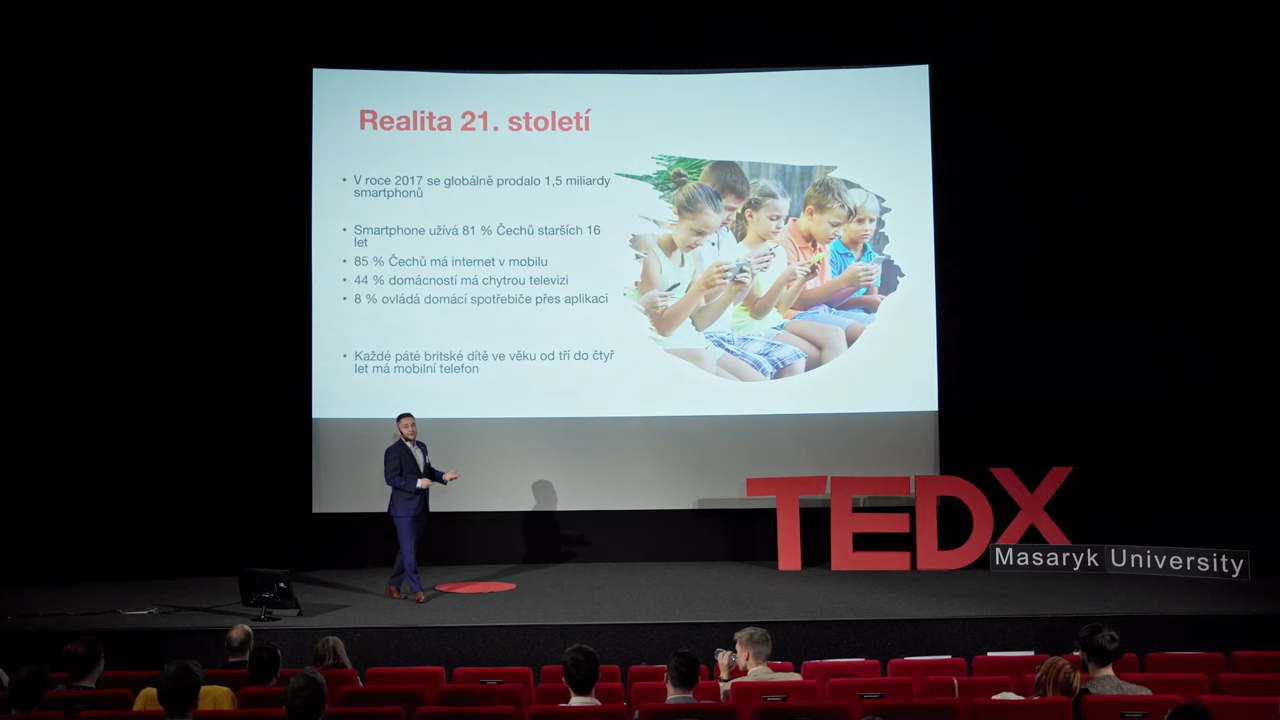 Realita 21. století
• V roce 2017 se globálně prodalo 1,5 miliardy
smartphonů
• Smartphone užívá 81 % Čechů starších 16
let
• 85 % Čechů má internet v mobilu
• 44 % domácností má chytrou televizi
• 8 % ovládá domácí spotřebiče přes aplikaci
• Každé páté britské dítě ve věku od tří do čtyř
let má mobilní telefon
TEDX
Masaryk University